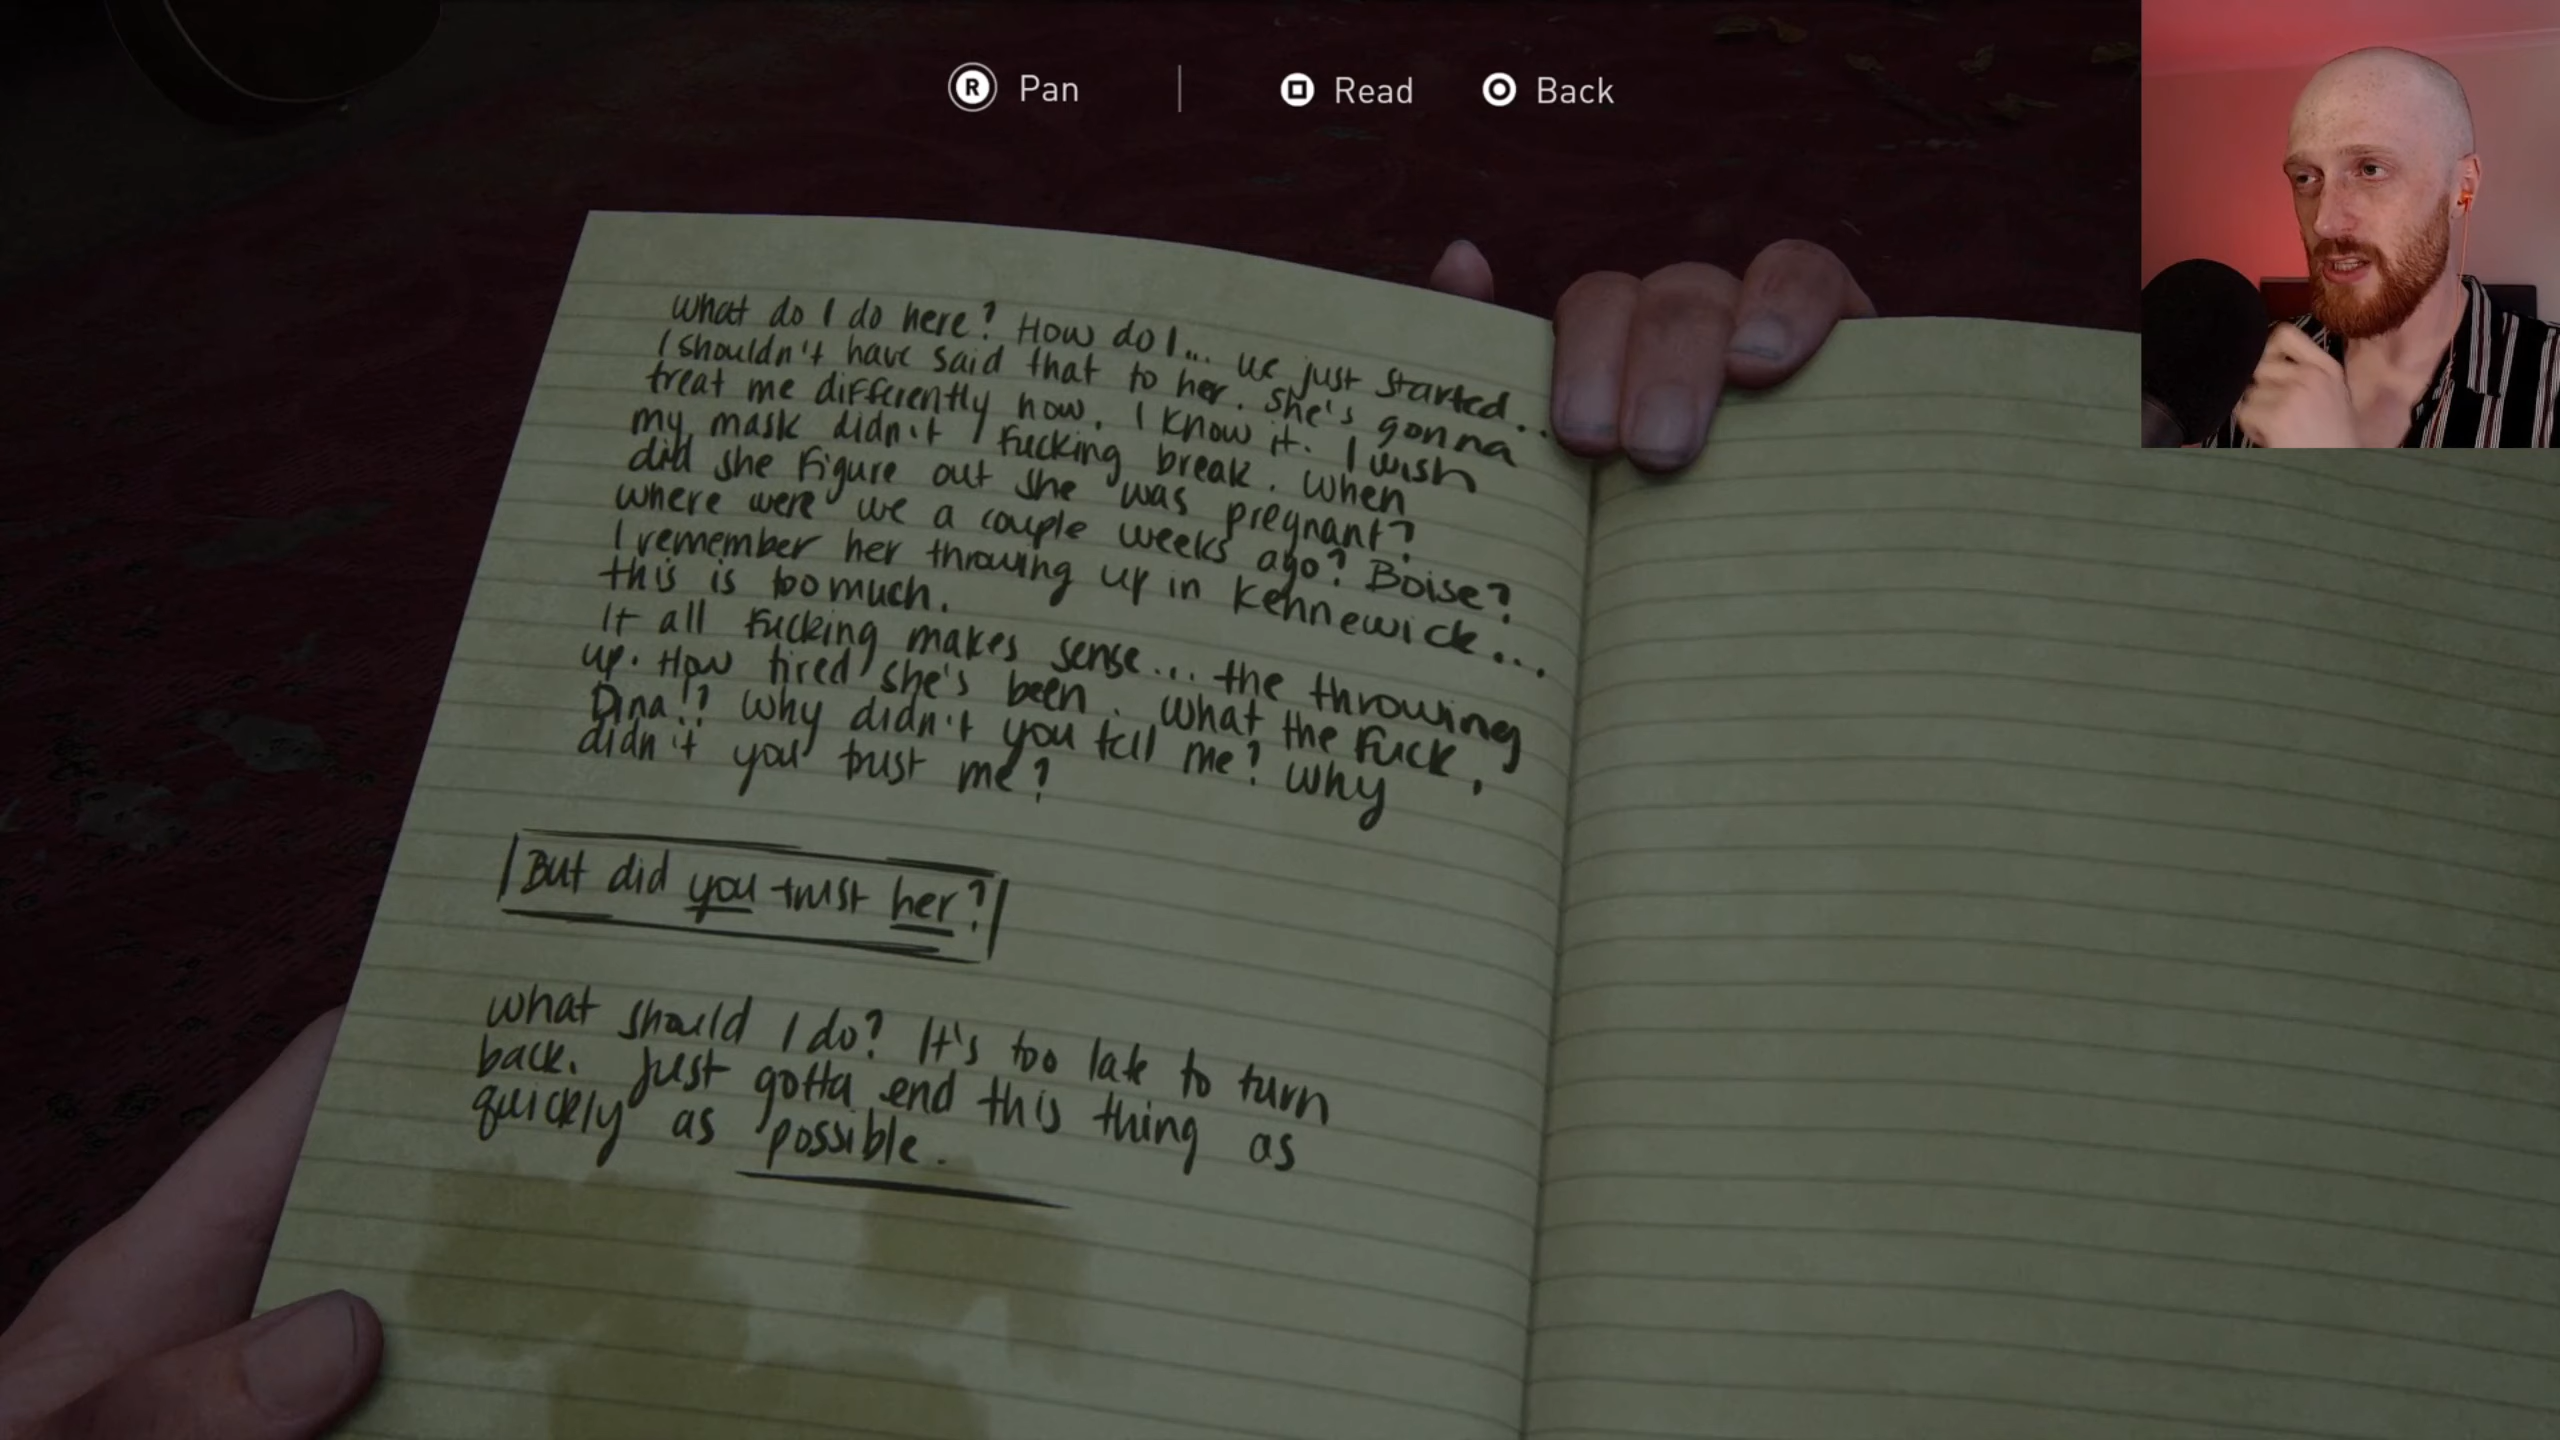 R Pan | Read Back
What do I do here? How do I... we just started...
I shouldn't have said that to her. She's gonna
treat me differently now. I know it. I wish
my mask didn't fucking break. When
did she figure out she was pregnant?
Where were we a couple weeks ago? Boise?
I remember her throwing up in Kennewick...
this is too much.
It all fucking makes sense... the throwing
up. How tired she's been. What the fuck,
Dina!? Why didn't you tell me? Why
didn't you trust me?
But did you trust her?
What should I do? It's too late to turn
back. Just gotta end this thing as
quickly as possible.